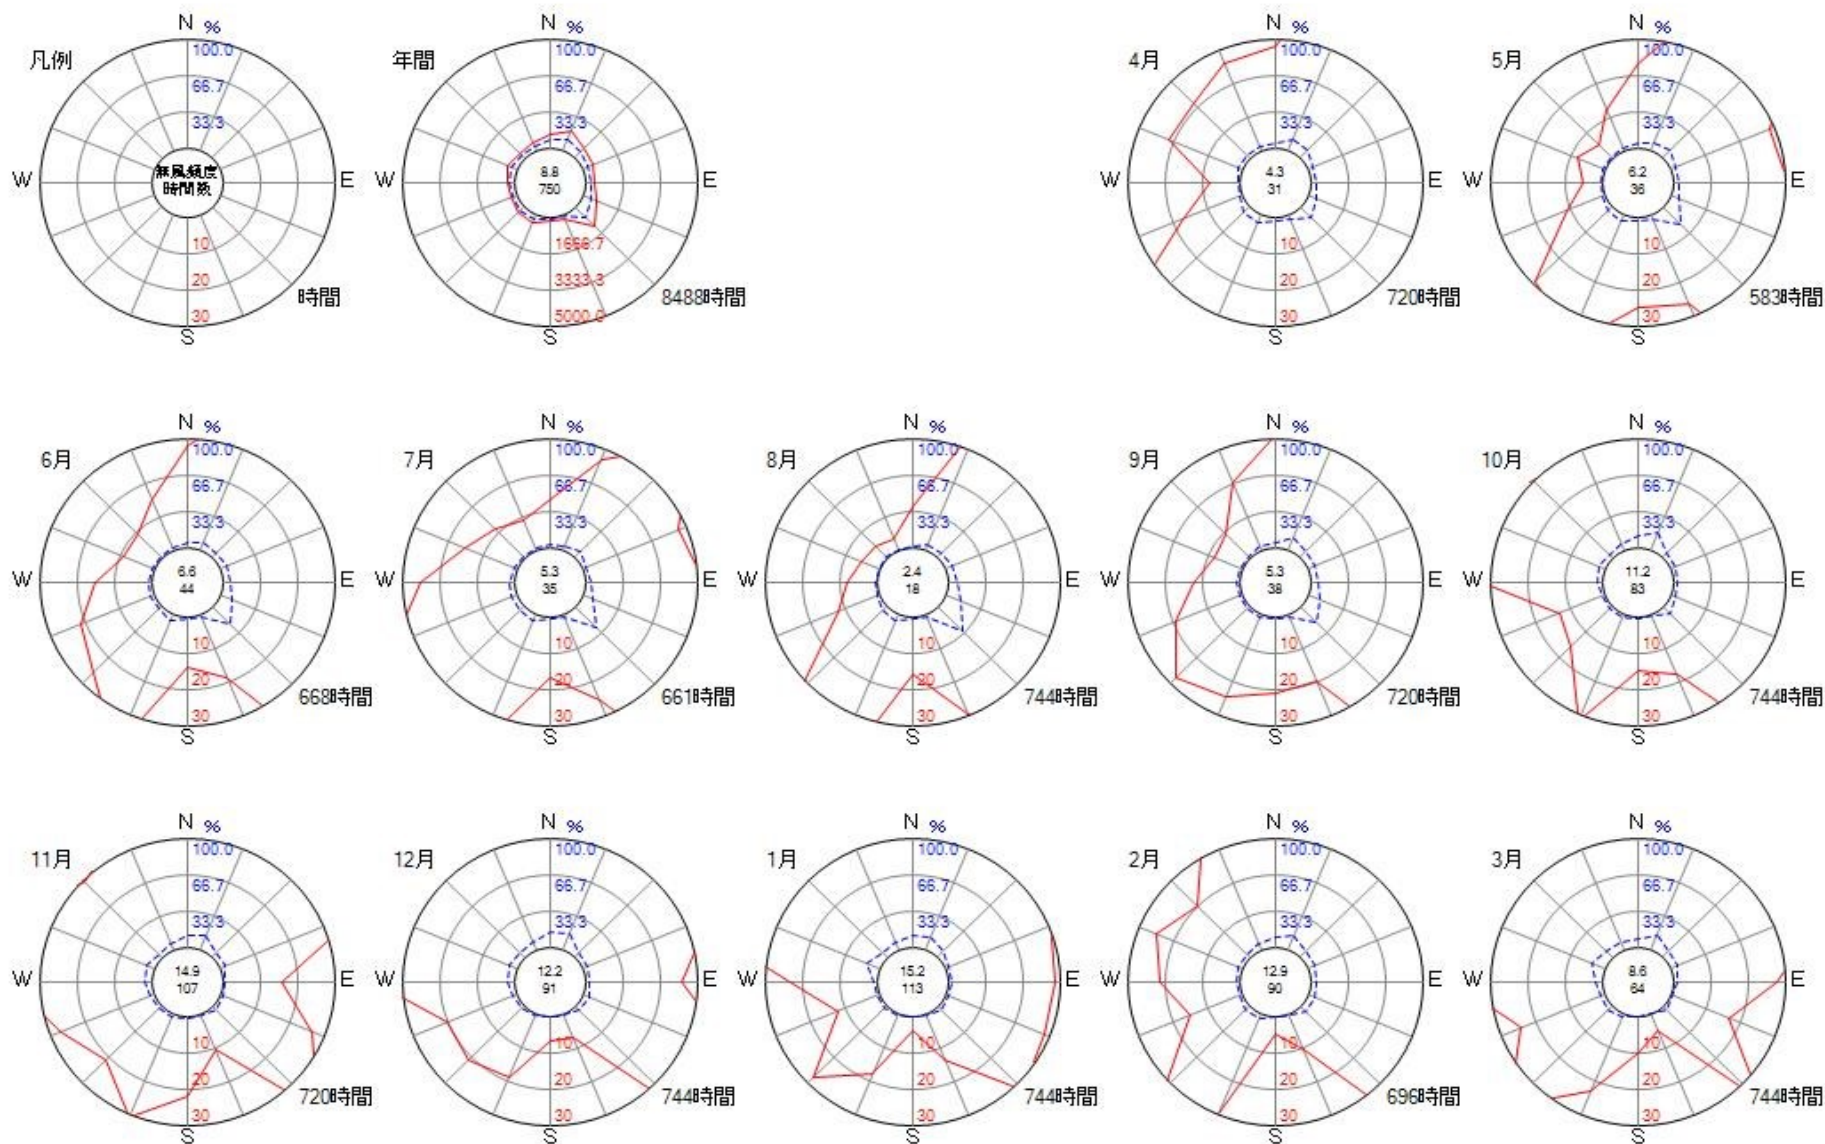 凡例
N %
100.0
66.7
33.3
W
無風頻度
時間数
E
10
20
30
S
時間
年間
N %
100.0
66.7
33.3
W
8.8
750
E
1666.7
3333.3
5000.0
S
8488時間
4月
N %
100.0
66.7
33.3
W
4.3
31
E
10
20
30
S
720時間
5月
N %
100.0
66.7
33.3
W
6.2
36
E
10
20
30
S
583時間
6月
N %
100.0
66.7
33.3
W
6.6
44
E
10
20
30
S
668時間
7月
N %
100.0
66.7
33.3
W
5.3
35
E
10
20
30
S
661時間
8月
N %
100.0
66.7
33.3
W
2.4
18
E
10
20
30
S
744時間
9月
N %
100.0
66.7
33.3
W
5.3
38
E
10
20
30
S
720時間
10月
N %
100.0
66.7
33.3
W
11.2
83
E
10
20
30
S
744時間
11月
N %
100.0
66.7
33.3
W
14.9
107
E
10
20
30
S
720時間
12月
N %
100.0
66.7
33.3
W
12.2
91
E
10
20
30
S
744時間
1月
N %
100.0
66.7
33.3
W
15.2
113
E
10
20
30
S
744時間
2月
N %
100.0
66.7
33.3
W
12.9
90
E
10
20
30
S
696時間
3月
N %
100.0
66.7
33.3
W
8.6
64
E
10
20
30
S
744時間